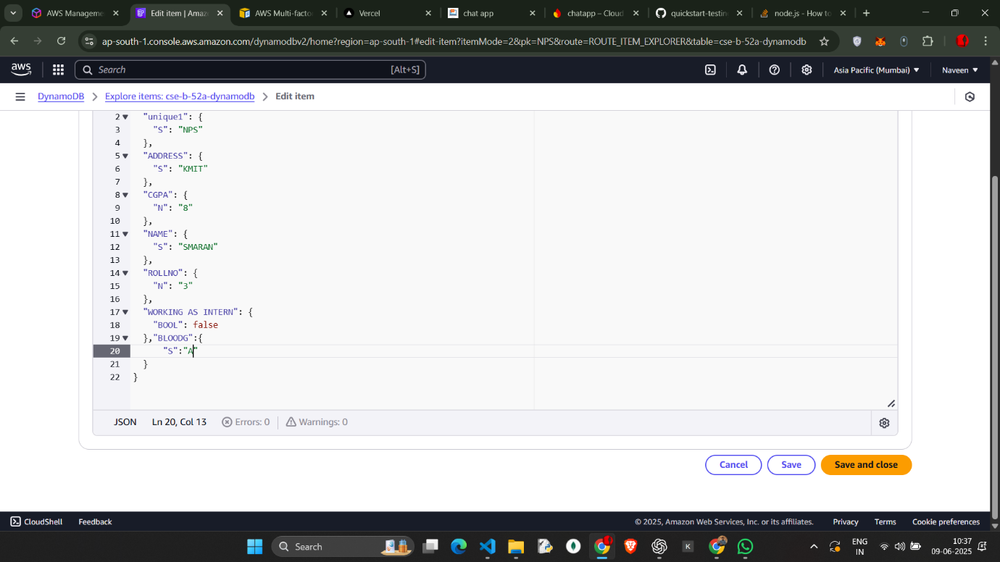 AWS Manageme
Edit item | Amaz
AWS Multi-facto
Vercel
chat app
chatapp – Cloud
quickstart-testin
node.js - How to
ap-south-1.console.aws.amazon.com/dynamodbv2/home?region=ap-south-1#edit-item?itemMode=2&pk=NPS&route=ROUTE_ITEM_EXPLORER&table=cse-b-52a-dynamodb
aws
Search [Alt+S]
Asia Pacific (Mumbai)
Naveen
DynamoDB > Explore items: cse-b-52a-dynamodb > Edit item
2 "unique1": {
3 "S": "NPS"
4 },
5 "ADDRESS": {
6 "S": "KMIT"
7 },
8 "CGPA": {
9 "N": "8"
10 },
11 "NAME": {
12 "S": "SMARAN"
13 },
14 "ROLLNO": {
15 "N": "3"
16 },
17 "WORKING AS INTERN": {
18 "BOOL": false
19 },"BLOODG":{
20 "S":"A"
21 }
22 }
JSON Ln 20, Col 13 Errors: 0 Warnings: 0
Cancel Save Save and close
CloudShell Feedback © 2025, Amazon Web Services, Inc. or its affiliates. Privacy Terms Cookie preferences
Search
K
ENG
IN
10:37
09-06-2025